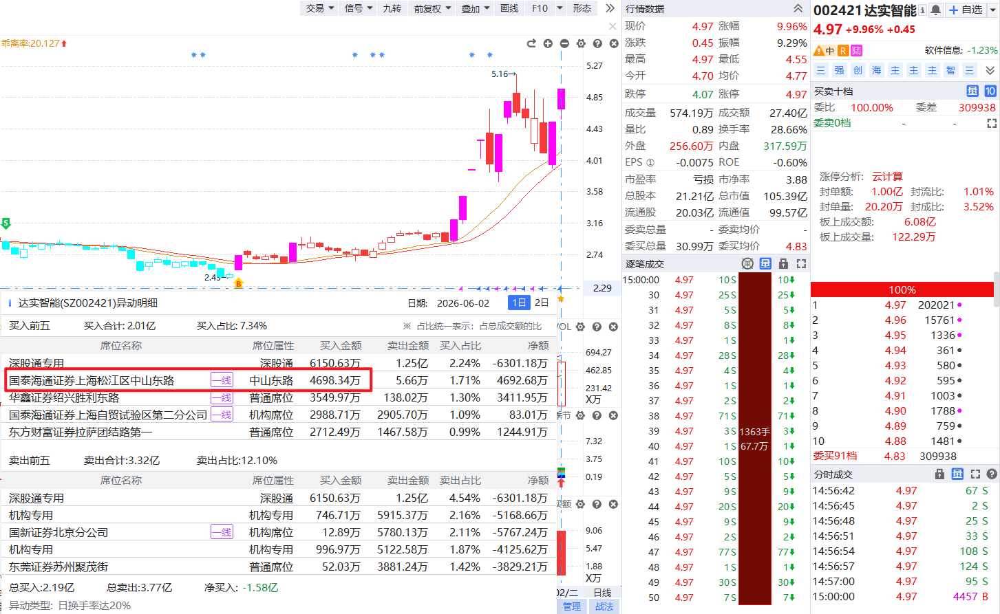 交易 信号 九转 前复权 叠加 画线 F10 形态
乖离率:20.127
5.16→
2.43→
S
B
5.27
4.85
4.43
4.01
3.58
3.16
2.74
2.29
达实智能(SZ002421)异动明细 日期: 2026-06-02 1日 2日
买入前五 买入合计: 2.01亿 买入占比: 7.34% ※ 占比统一表示: 占总成交额的比
席位名称 席位属性 买入金额 卖出金额 买入占比 净额
深股通专用 深股通 6150.63万 1.25亿 2.24% -6301.18万
国泰海通证券上海松江区中山东路 一线 中山东路 4698.34万 5.66万 1.71% 4692.68万
华鑫证券绍兴胜利东路 一线 普通席位 3549.97万 138.02万 1.30% 3411.95万
国泰海通证券上海自贸试验区第二分公司 一线 机构席位 2988.71万 2905.70万 1.09% 83.01万
东方财富证券拉萨团结路第一 普通席位 2712.49万 1467.58万 0.99% 1244.91万
卖出前五 卖出合计:3.32亿 卖出占比:12.10%
席位名称 席位属性 买入金额 卖出金额 卖出占比 净额
深股通专用 深股通 6150.63万 1.25亿 4.54% -6301.18万
机构专用 机构专用 746.71万 5915.37万 2.16% -5168.66万
国新证券北京分公司 一线 机构席位 12.89万 5780.13万 2.11% -5767.24万
机构专用 机构专用 996.97万 5122.58万 1.87% -4125.62万
东莞证券苏州聚茂街 普通席位 52.03万 3881.24万 1.42% -3829.21万
总买入:2.19亿 总卖出:3.77亿 净买入: -1.58亿
异动类型: 日换手率达20%
VOL
694.27
462.85
231.42
X万
季节
7.32
3.75
0.19
买额
9.06
5.47
1.88
X万
02/二 日线
管理 战法
行情数据
现价 4.97 涨幅 9.96%
涨跌 0.45 振幅 9.29%
最高 4.97 最低 4.55
今开 4.70 均价 4.77
跌停 4.07 涨停 4.97
成交量 574.19万 成交额 27.40亿
量比 0.89 换手率 28.66%
外盘 256.60万 内盘 317.59万
EPS ① -0.0075 ROE -0.60%
市盈率 亏损 市净率 3.88
总股本 21.21亿 总市值 105.39亿
流通股 20.03亿 流通值 99.57亿
委卖总量 - 委卖均价 -
委买总量 30.99万 委买均价 4.83
逐笔成交 单 量
15:00:00 4.97 10 S 10
30 4.97 25 S 25
31 4.97 5 S 5
32 4.97 8 S 8
33 4.97 1 S 1
34 4.97 28 S 28
35 4.97 4 S 4
36 4.97 1 S 1
37 4.97 2 S 2
38 4.97 71 S 71
39 4.97 3 S 1363手 3
40 4.97 1 S 67.7万 1
41 4.97 10 S 10
42 4.97 5 S 5
43 4.97 9 S 9
44 4.97 20 S 20
45 4.97 9 S 9
46 4.97 2 S 2
47 4.97 77 S 77
48 4.97 1 S 1
49 4.97 30 S 30
50 4.97 7 S 7
002421 达实智能 自选
4.97 +9.96% +0.45
中 R 陆 软件信息: -1.23%
三 强 创 海 主 主 主 智 三
买卖十档 量 10
委比 100.00% 委差 309938
委卖0档 - -
涨停分析: 云计算
封单额: 1.00亿 封流比: 1.01%
封单量: 20.20万 封成比: 3.52%
板上成交额: 6.08亿
板上成交量: 122.29万
100%
1 4.97 202021
2 4.96 15761
3 4.95 1336
4 4.94 361
5 4.93 580
6 4.92 595
7 4.91 1003
8 4.90 1788
9 4.89 759
10 4.88 1481
委买91档 4.83 309938
分时成交 量
14:56:42 4.97 67 S
14:56:45 4.97 2 S
14:56:48 4.97 25 S
14:56:51 4.97 33 S
14:56:54 4.97 108 S
14:56:57 4.97 124 S
14:57:00 4.97 95 S
15:00:00 4.97 4457 B